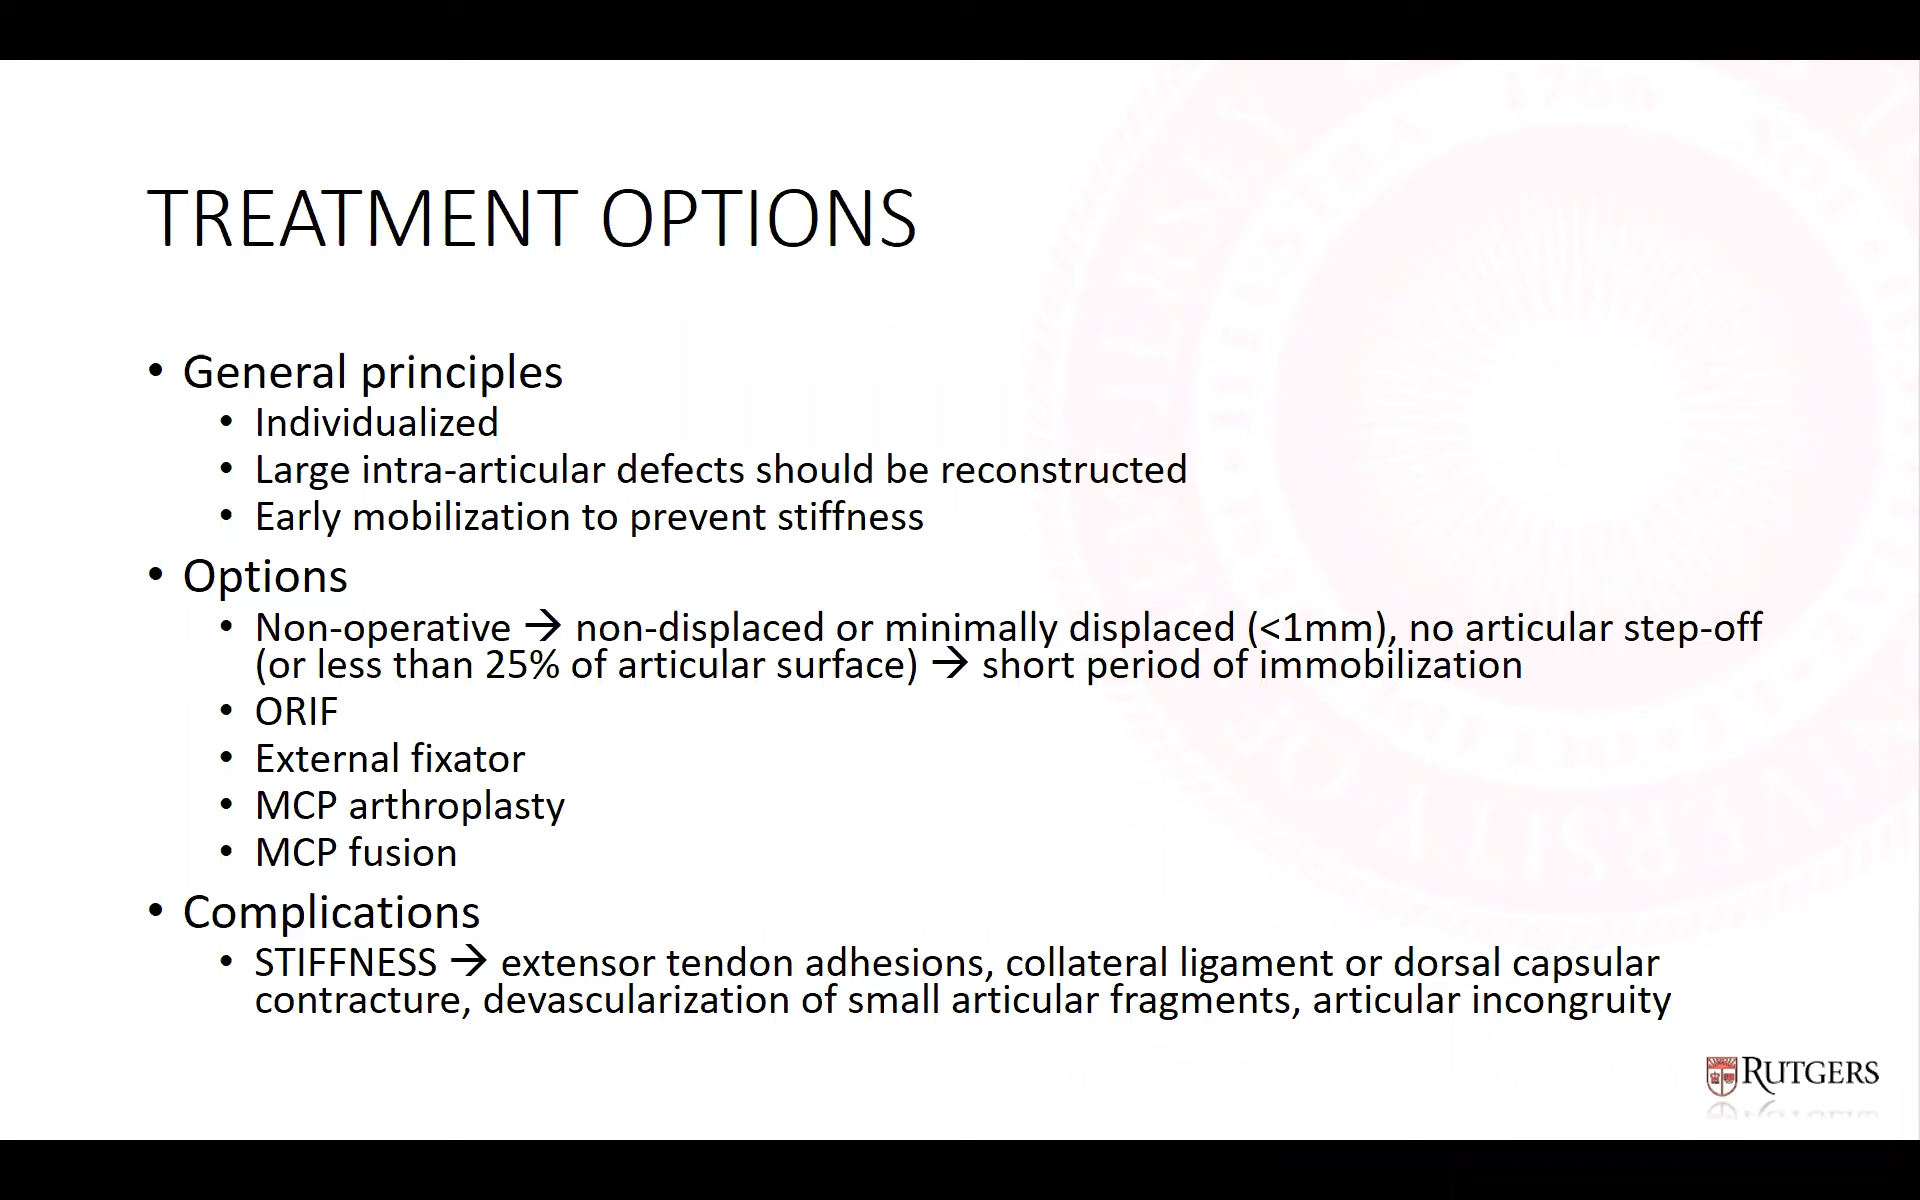 TREATMENT OPTIONS
• General principles
• Individualized
• Large intra-articular defects should be reconstructed
• Early mobilization to prevent stiffness
• Options
• Non-operative → non-displaced or minimally displaced (<1mm), no articular step-off
(or less than 25% of articular surface) → short period of immobilization
• ORIF
• External fixator
• MCP arthroplasty
• MCP fusion
• Complications
• STIFFNESS → extensor tendon adhesions, collateral ligament or dorsal capsular
contracture, devascularization of small articular fragments, articular incongruity
RUTGERS